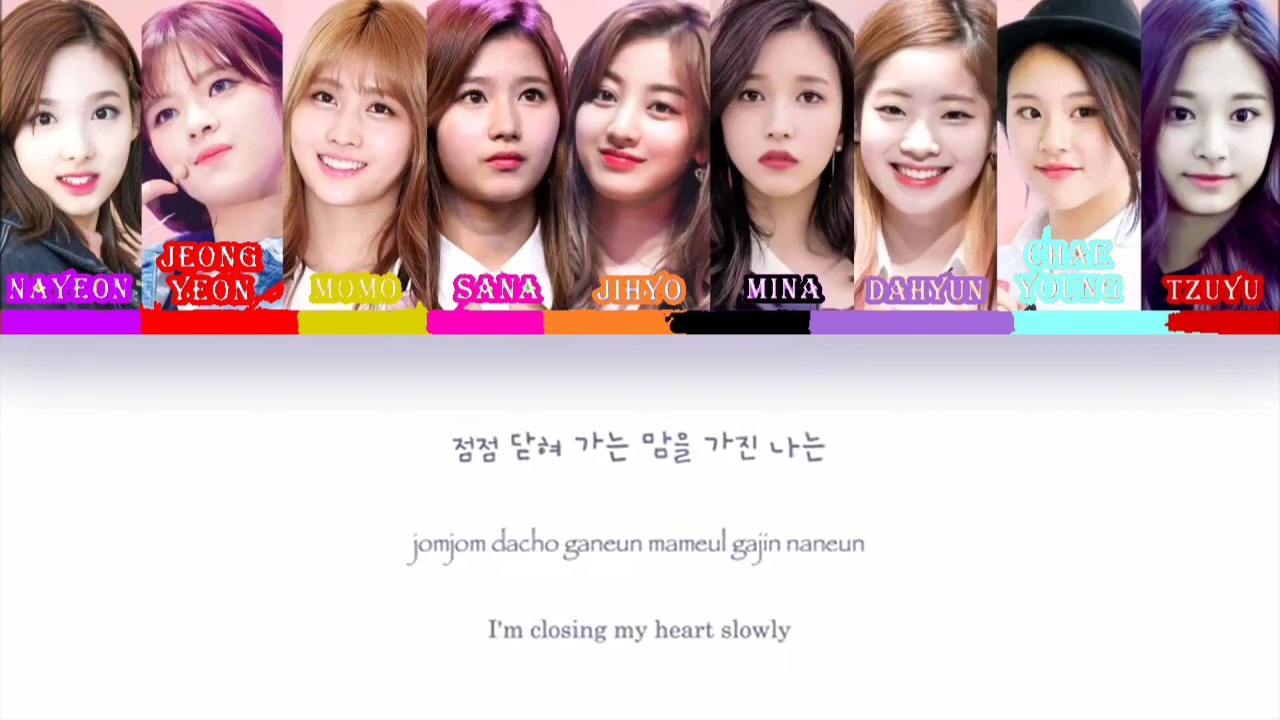 NAYEON
JEONG
YEON
MOMO
SANA
JIHYO
MINA
DAHYUN
CHAE
YOUNG
TZUYU
점점 닫혀 가는 맘을 가진 나는
jomjom dacho ganeun mameul gajin naneun
I'm closing my heart slowly